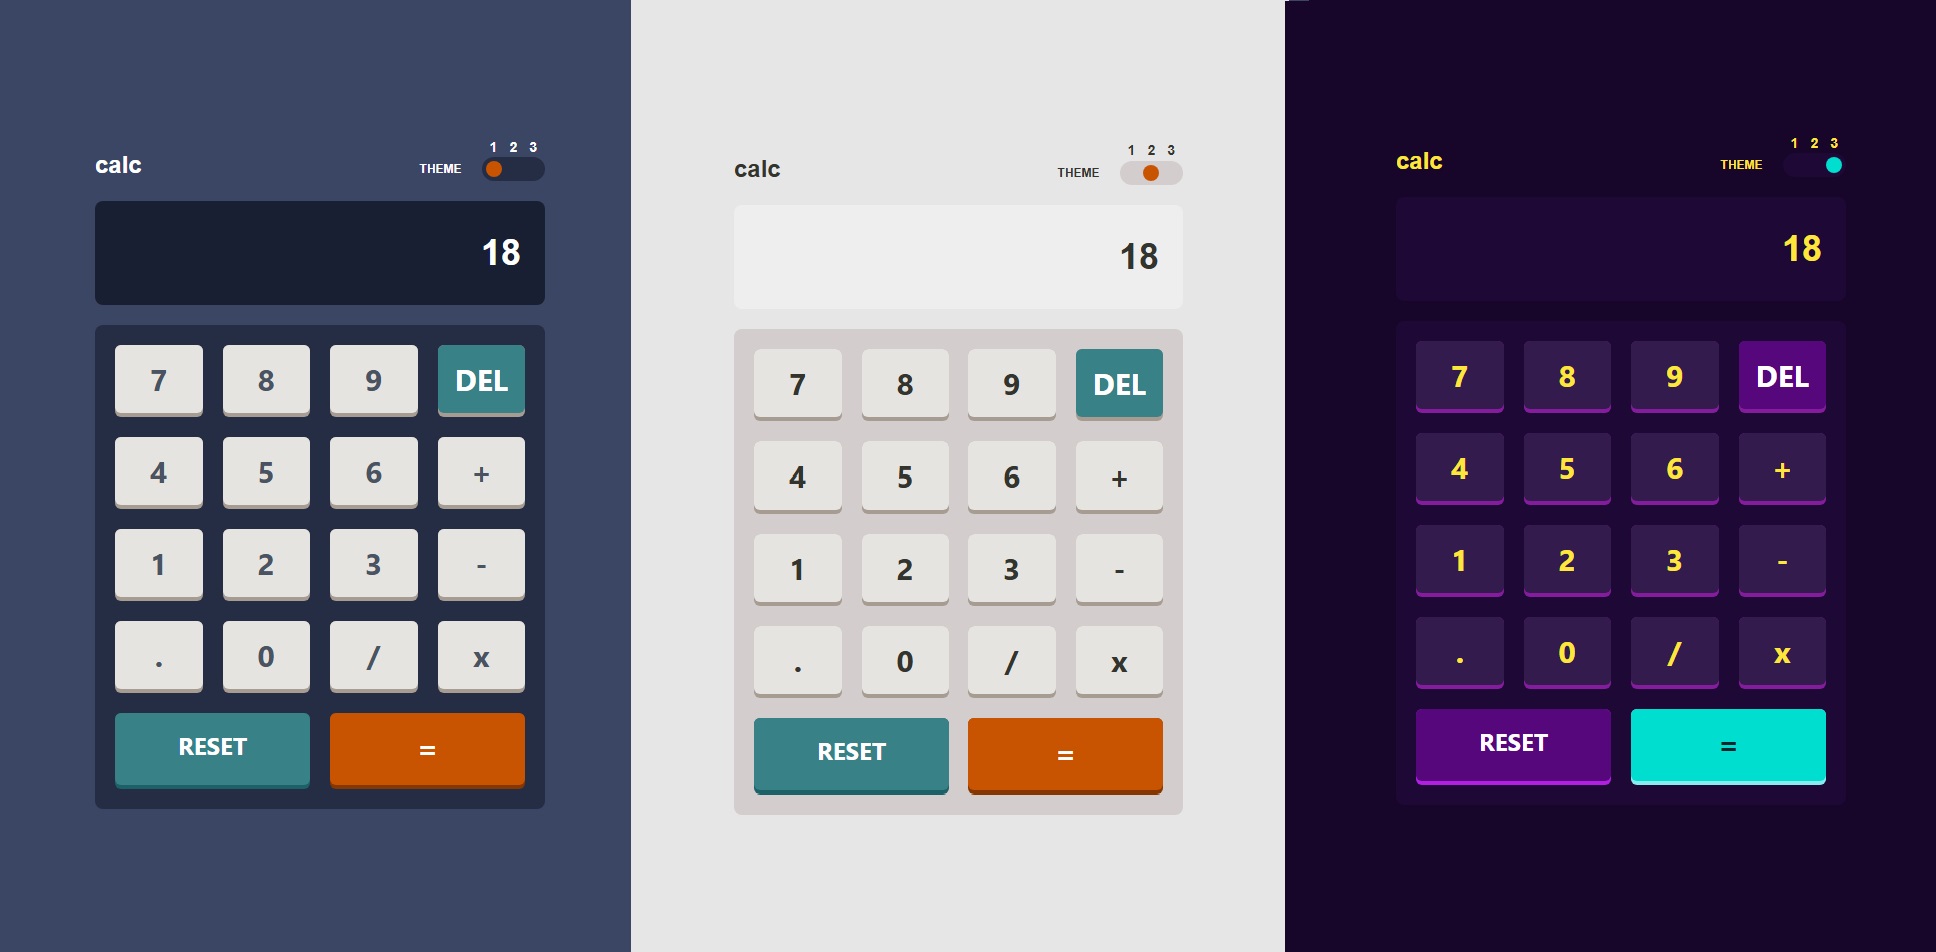 calc
THEME
1 2 3
18
7 8 9 DEL
4 5 6 +
1 2 3 -
. 0 / x
RESET =
calc
THEME
1 2 3
18
7 8 9 DEL
4 5 6 +
1 2 3 -
. 0 / x
RESET =
calc
THEME
1 2 3
18
7 8 9 DEL
4 5 6 +
1 2 3 -
. 0 / x
RESET =